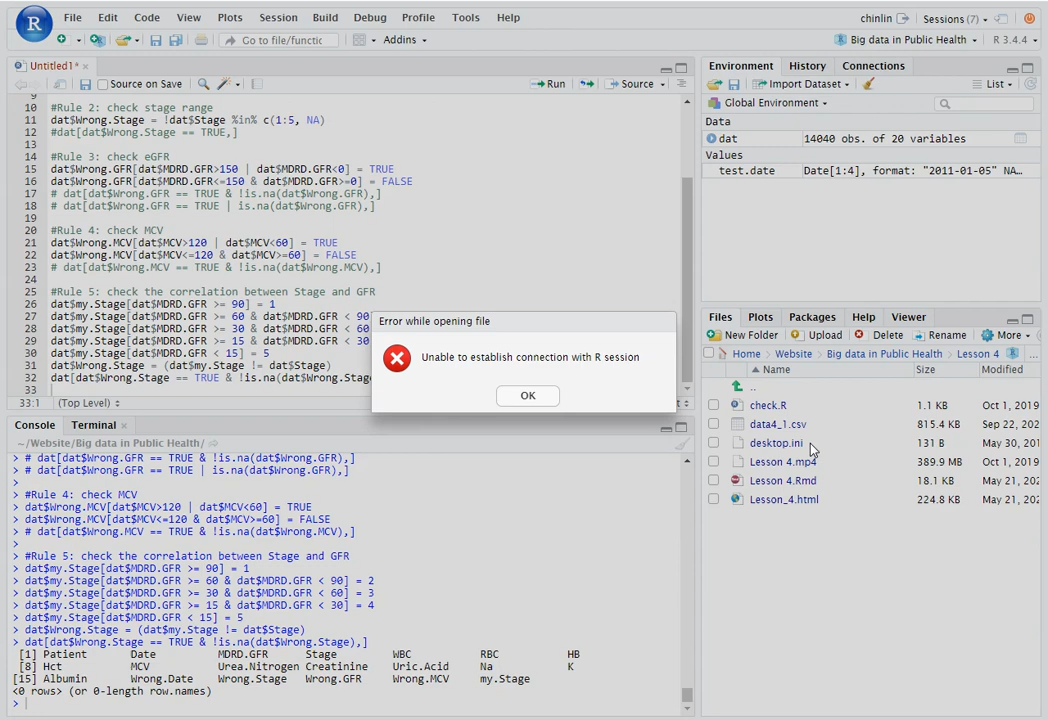 R
File Edit Code View Plots Session Build Debug Profile Tools Help
chinlin Sessions (7)
Go to file/functic
Addins
Big data in Public Health R 3.4.4
Untitled1*
Source on Save
Run
Source
9
10 #Rule 2: check stage range
11 dat$Wrong.Stage = !dat$Stage %in% c(1:5, NA)
12 #dat[dat$Wrong.Stage == TRUE,]
13
14 #Rule 3: check eGFR
15 dat$Wrong.GFR[dat$MDRD.GFR>150 | dat$MDRD.GFR<0] = TRUE
16 dat$Wrong.GFR[dat$MDRD.GFR<=150 & dat$MDRD.GFR>=0] = FALSE
17 # dat[dat$Wrong.GFR == TRUE & !is.na(dat$Wrong.GFR),]
18 # dat[dat$Wrong.GFR == TRUE | is.na(dat$Wrong.GFR),]
19
20 #Rule 4: check MCV
21 dat$Wrong.MCV[dat$MCV>120 | dat$MCV<60] = TRUE
22 dat$Wrong.MCV[dat$MCV<=120 & dat$MCV>=60] = FALSE
23 # dat[dat$Wrong.MCV == TRUE & !is.na(dat$Wrong.MCV),]
24
25 #Rule 5: check the correlation between Stage and GFR
26 dat$my.Stage[dat$MDRD.GFR >= 90] = 1
27 dat$my.Stage[dat$MDRD.GFR >= 60 & dat$MDRD.GFR < 90
28 dat$my.Stage[dat$MDRD.GFR >= 30 & dat$MDRD.GFR < 60
29 dat$my.Stage[dat$MDRD.GFR >= 15 & dat$MDRD.GFR < 30
30 dat$my.Stage[dat$MDRD.GFR < 15] = 5
31 dat$Wrong.Stage = (dat$my.Stage != dat$Stage)
32 dat[dat$Wrong.Stage == TRUE & !is.na(dat$Wrong.Stage
33
33:1 (Top Level)
Error while opening file
Unable to establish connection with R session
OK
Console Terminal
~/Website/Big data in Public Health/
> # dat[dat$Wrong.GFR == TRUE & !is.na(dat$Wrong.GFR),]
> # dat[dat$Wrong.GFR == TRUE | is.na(dat$Wrong.GFR),]
>
> #Rule 4: check MCV
> dat$Wrong.MCV[dat$MCV>120 | dat$MCV<60] = TRUE
> dat$Wrong.MCV[dat$MCV<=120 & dat$MCV>=60] = FALSE
> # dat[dat$Wrong.MCV == TRUE & !is.na(dat$Wrong.MCV),]
>
> #Rule 5: check the correlation between Stage and GFR
> dat$my.Stage[dat$MDRD.GFR >= 90] = 1
> dat$my.Stage[dat$MDRD.GFR >= 60 & dat$MDRD.GFR < 90] = 2
> dat$my.Stage[dat$MDRD.GFR >= 30 & dat$MDRD.GFR < 60] = 3
> dat$my.Stage[dat$MDRD.GFR >= 15 & dat$MDRD.GFR < 30] = 4
> dat$my.Stage[dat$MDRD.GFR < 15] = 5
> dat$Wrong.Stage = (dat$my.Stage != dat$Stage)
> dat[dat$Wrong.Stage == TRUE & !is.na(dat$Wrong.Stage),]
[1] Patient Date MDRD.GFR Stage WBC RBC HB
[8] Hct MCV Urea.Nitrogen Creatinine Uric.Acid Na K
[15] Albumin Wrong.Date Wrong.Stage Wrong.GFR Wrong.MCV my.Stage
<0 rows> (or 0-length row.names)
>
Environment History Connections
Import Dataset
List
Global Environment
Data
dat 14040 obs. of 20 variables
Values
test.date Date[1:4], format: "2011-01-05" NA…
Files Plots Packages Help Viewer
New Folder Upload Delete Rename More
Home Website Big data in Public Health Lesson 4 ...
Name Size Modified
..
check.R 1.1 KB Oct 1, 2019
data4_1.csv 815.4 KB Sep 22, 202
desktop.ini 131 B May 30, 201
Lesson 4.mp4 389.9 MB Oct 1, 2019
Lesson 4.Rmd 18.1 KB May 21, 202
Lesson_4.html 224.8 KB May 21, 202